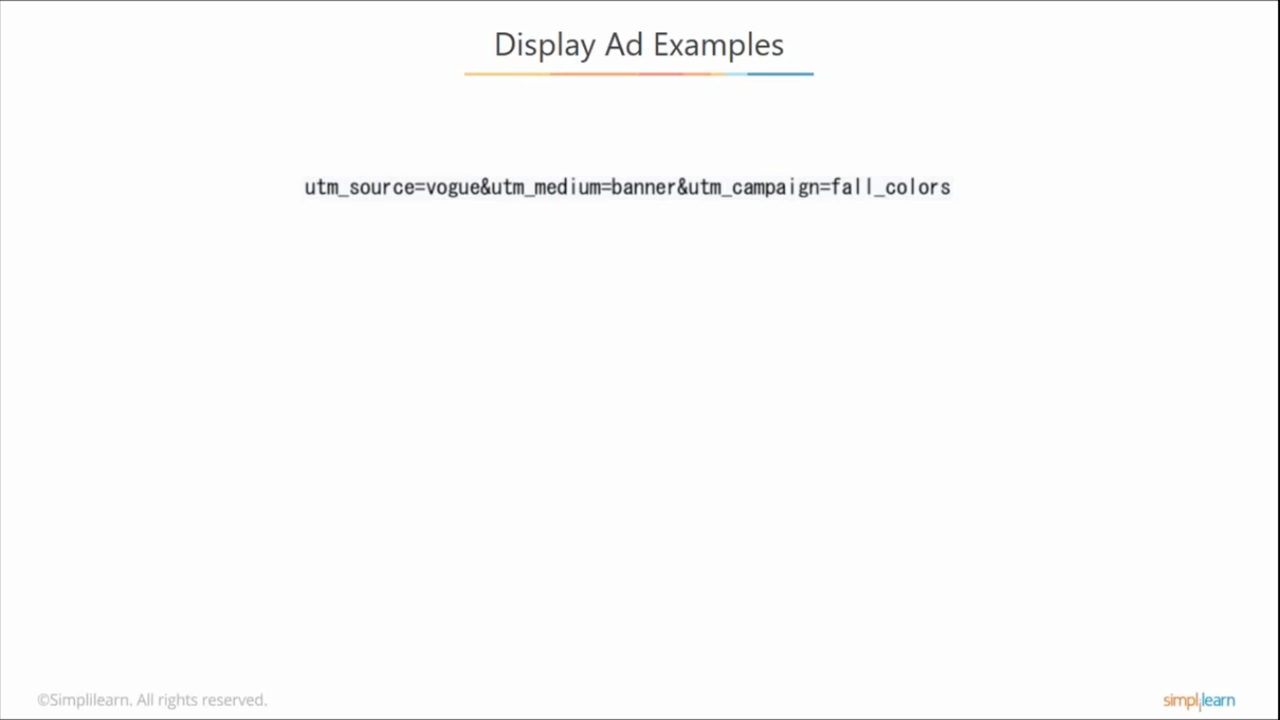 Display Ad Examples
utm_source=vogue&utm_medium=banner&utm_campaign=fall_colors
©Simplilearn. All rights reserved.
simplilearn